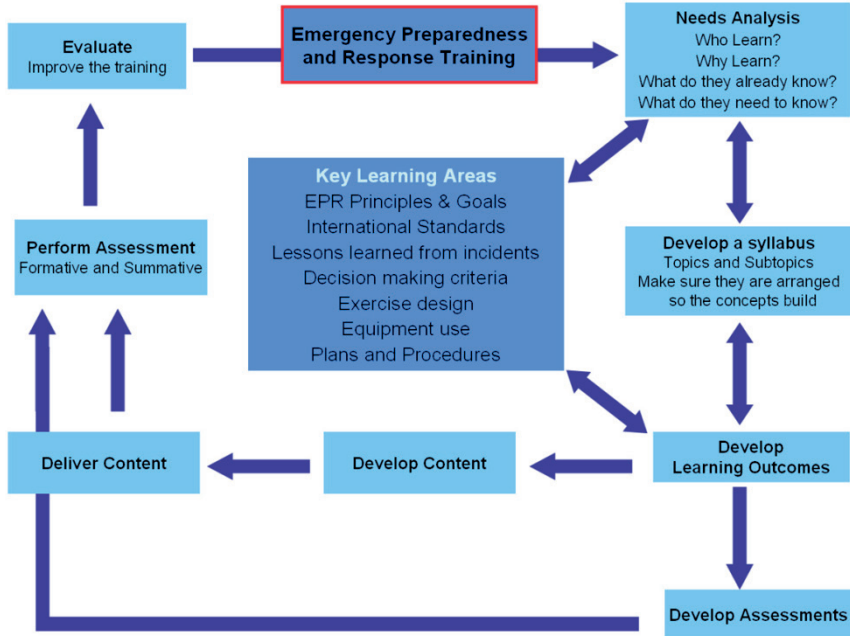 Emergency Preparedness
and Response Training
Needs Analysis
Who Learn?
Why Learn?
What do they already know?
What do they need to know?
Evaluate
Improve the training
Key Learning Areas
EPR Principles & Goals
International Standards
Lessons learned from incidents
Decision making criteria
Exercise design
Equipment use
Plans and Procedures
Perform Assessment
Formative and Summative
Develop a syllabus
Topics and Subtopics
Make sure they are arranged
so the concepts build
Deliver Content
Develop Content
Develop
Learning Outcomes
Develop Assessments